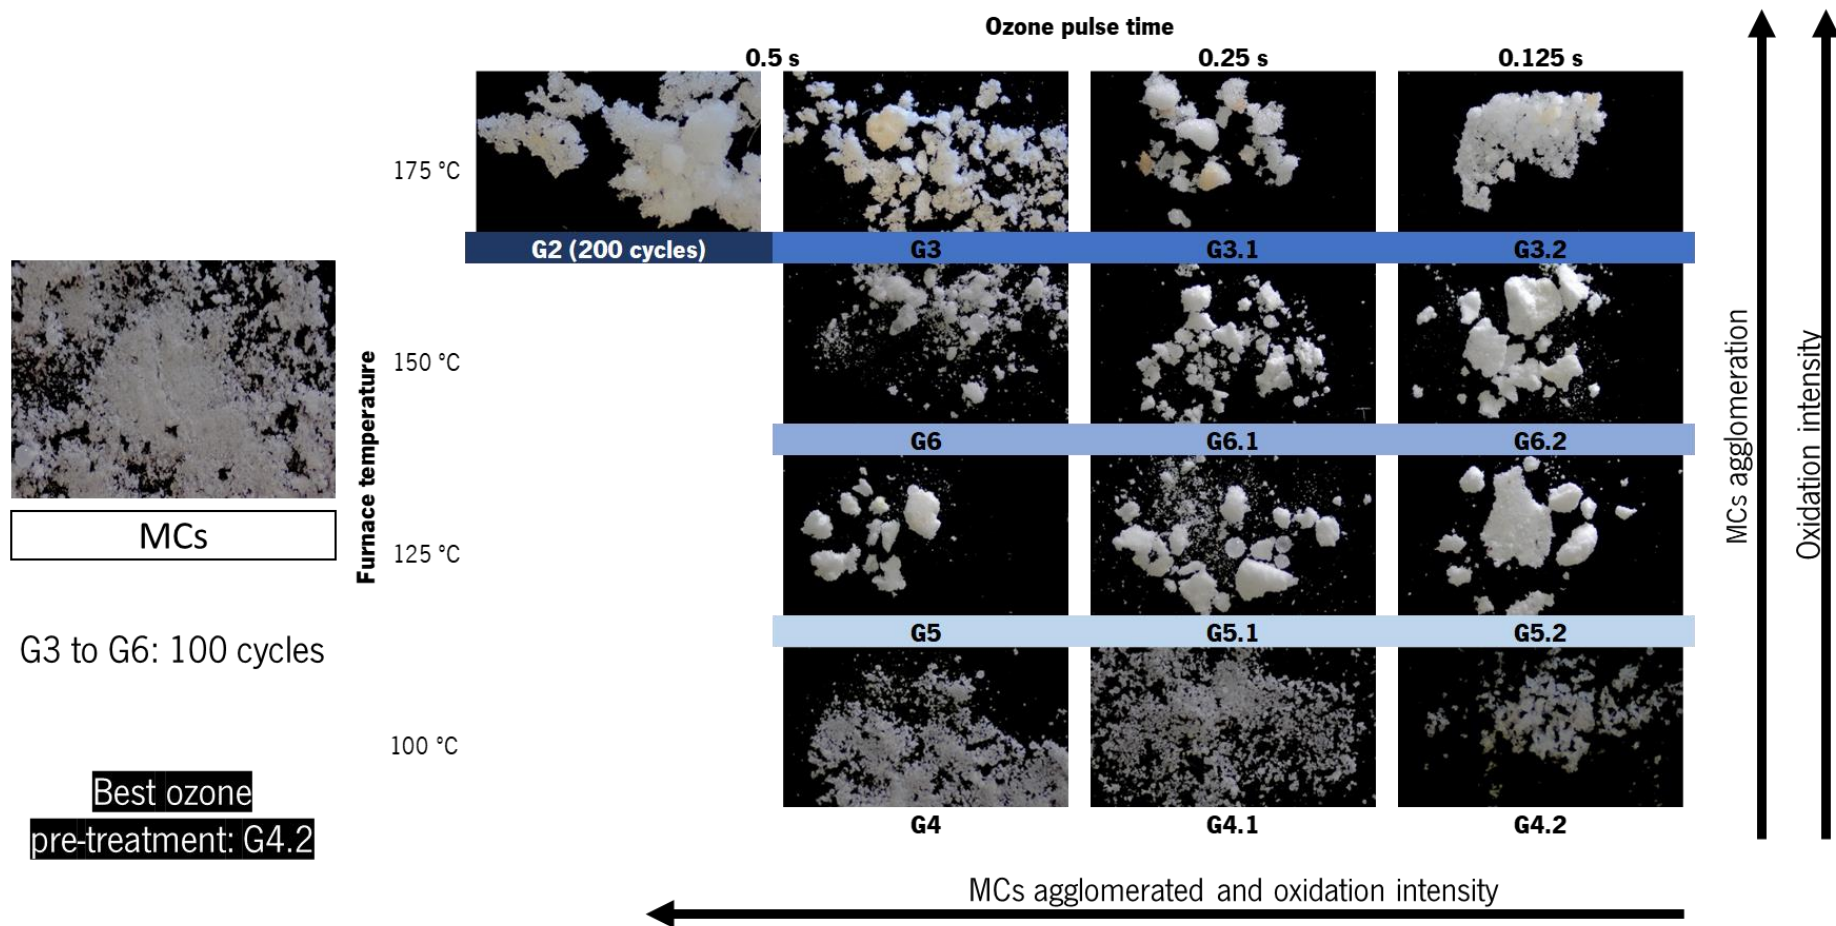 Ozone pulse time
0.5 s
0.25 s
0.125 s
175 °C
G2 (200 cycles)
G3
G3.1
G3.2
150 °C
G6
G6.1
G6.2
125 °C
G5
G5.1
G5.2
100 °C
G4
G4.1
G4.2
Furnace temperature
MCs
G3 to G6: 100 cycles
Best ozone
pre-treatment: G4.2
MCs agglomeration
Oxidation intensity
MCs agglomerated and oxidation intensity